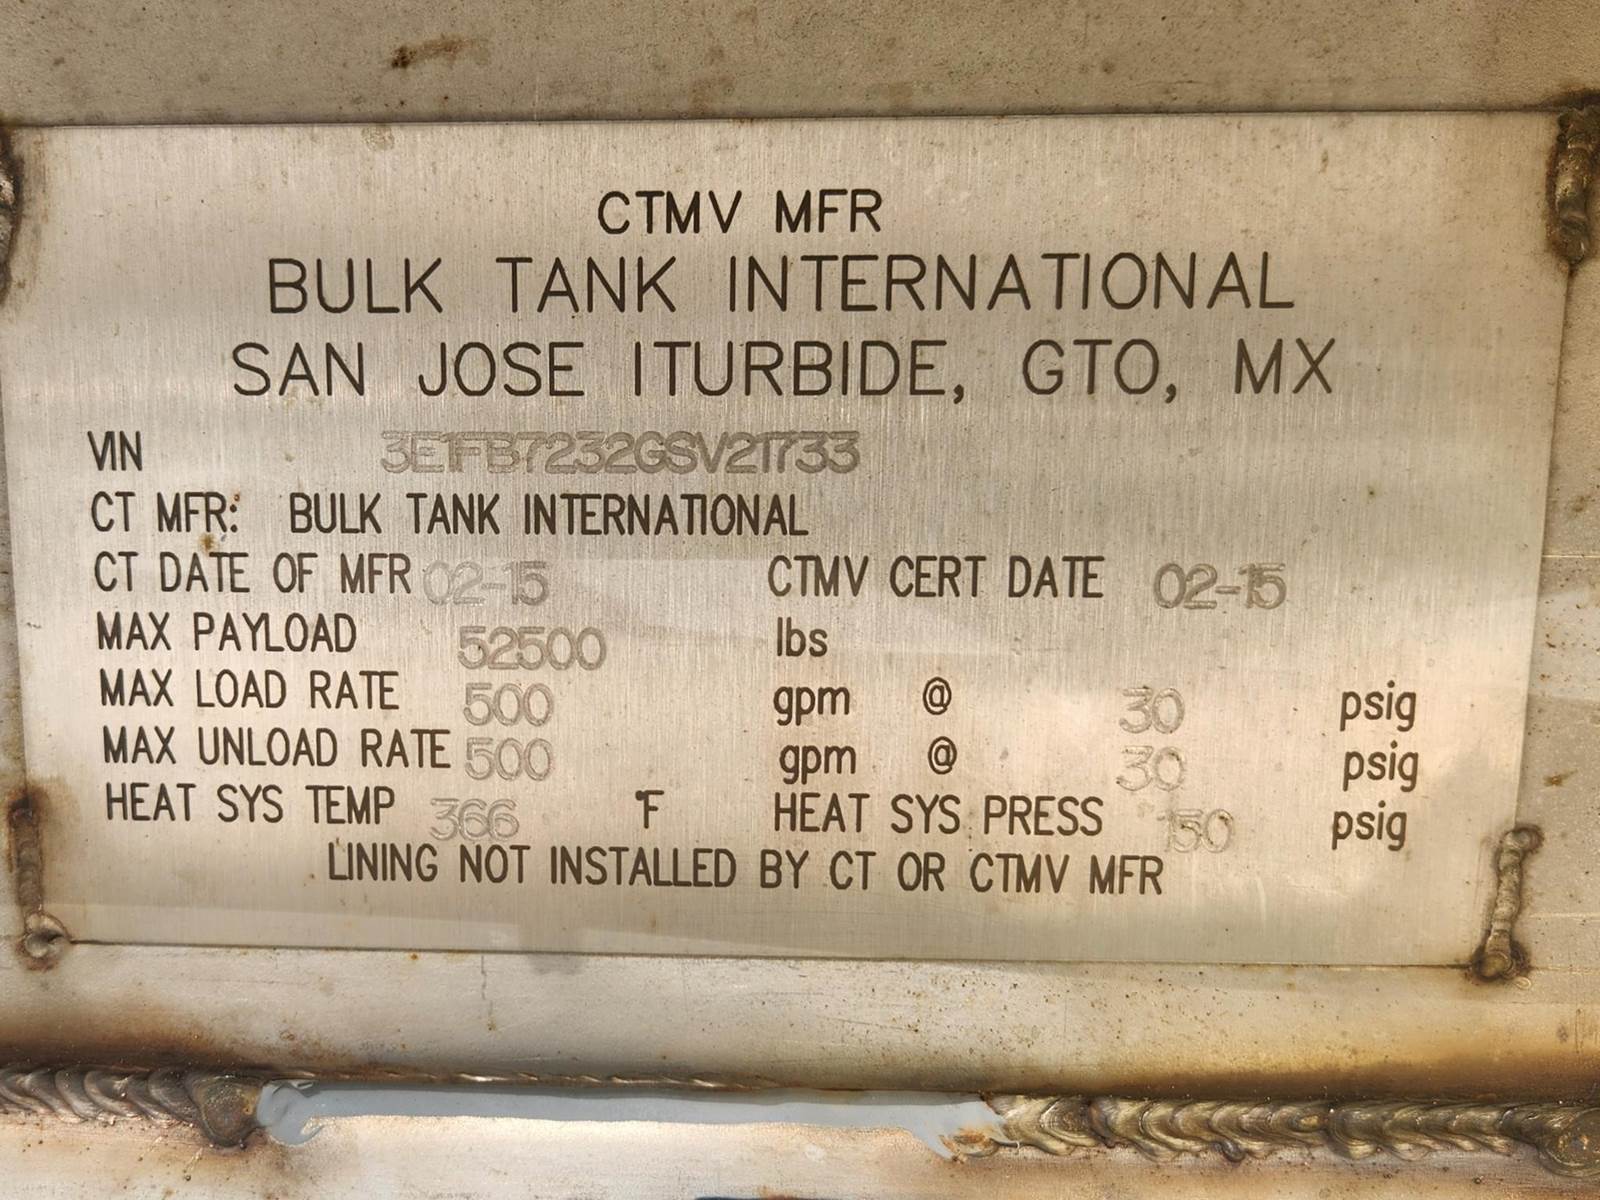 CTMV MFR
BULK TANK INTERNATIONAL
SAN JOSE ITURBIDE, GTO, MX
VIN 3E1FB7232GSV21733
CT MFR: BULK TANK INTERNATIONAL
CT DATE OF MFR 02-15 CTMV CERT DATE 02-15
MAX PAYLOAD 52500 lbs
MAX LOAD RATE 500 gpm @ 30 psig
MAX UNLOAD RATE 500 gpm @ 30 psig
HEAT SYS TEMP 366 °F HEAT SYS PRESS 150 psig
LINING NOT INSTALLED BY CT OR CTMV MFR